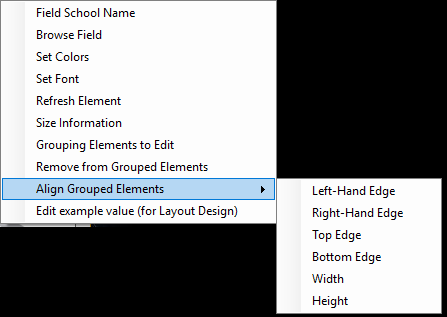 Field School Name
Browse Field
Set Colors
Set Font
Refresh Element
Size Information
Grouping Elements to Edit
Remove from Grouped Elements
Align Grouped Elements
Edit example value (for Layout Design)
Left-Hand Edge
Right-Hand Edge
Top Edge
Bottom Edge
Width
Height